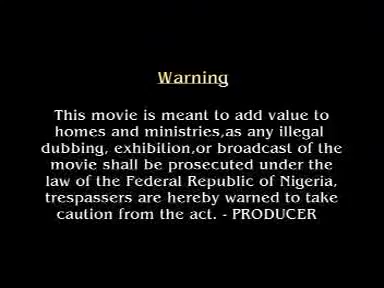 Warning
This movie is meant to add value to
homes and ministries,as any illegal
dubbing, exhibition,or broadcast of the
movie shall be prosecuted under the
law of the Federal Republic of Nigeria,
trespassers are hereby warned to take
caution from the act. - PRODUCER